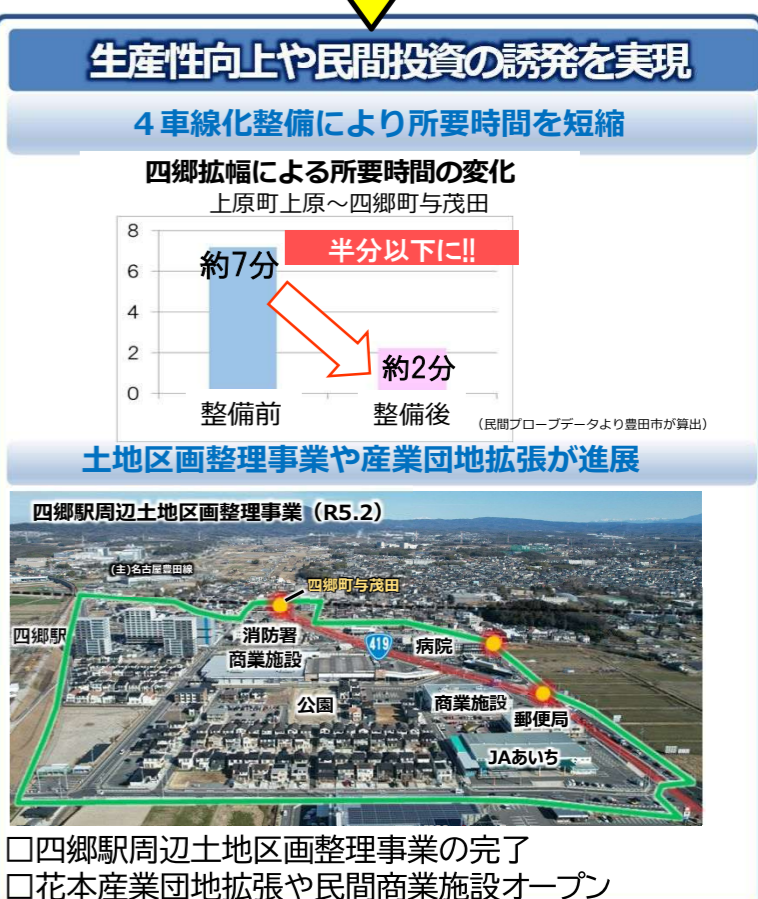 生産性向上や民間投資の誘発を実現
４車線化整備により所要時間を短縮
四郷拡幅による所要時間の変化
上原町上原～四郷町与茂田
8
6
4
2
0
約7分
半分以下に!!
約2分
整備前
整備後
（民間プローブデータより豊田市が算出）
土地区画整理事業や産業団地拡張が進展
四郷駅周辺土地区画整理事業（R5.2）
(主)名古屋豊田線
四郷町与茂田
四郷駅
消防署
商業施設
419
病院
公園
商業施設
郵便局
JAあいち
□四郷駅周辺土地区画整理事業の完了
□花本産業団地拡張や民間商業施設オープン